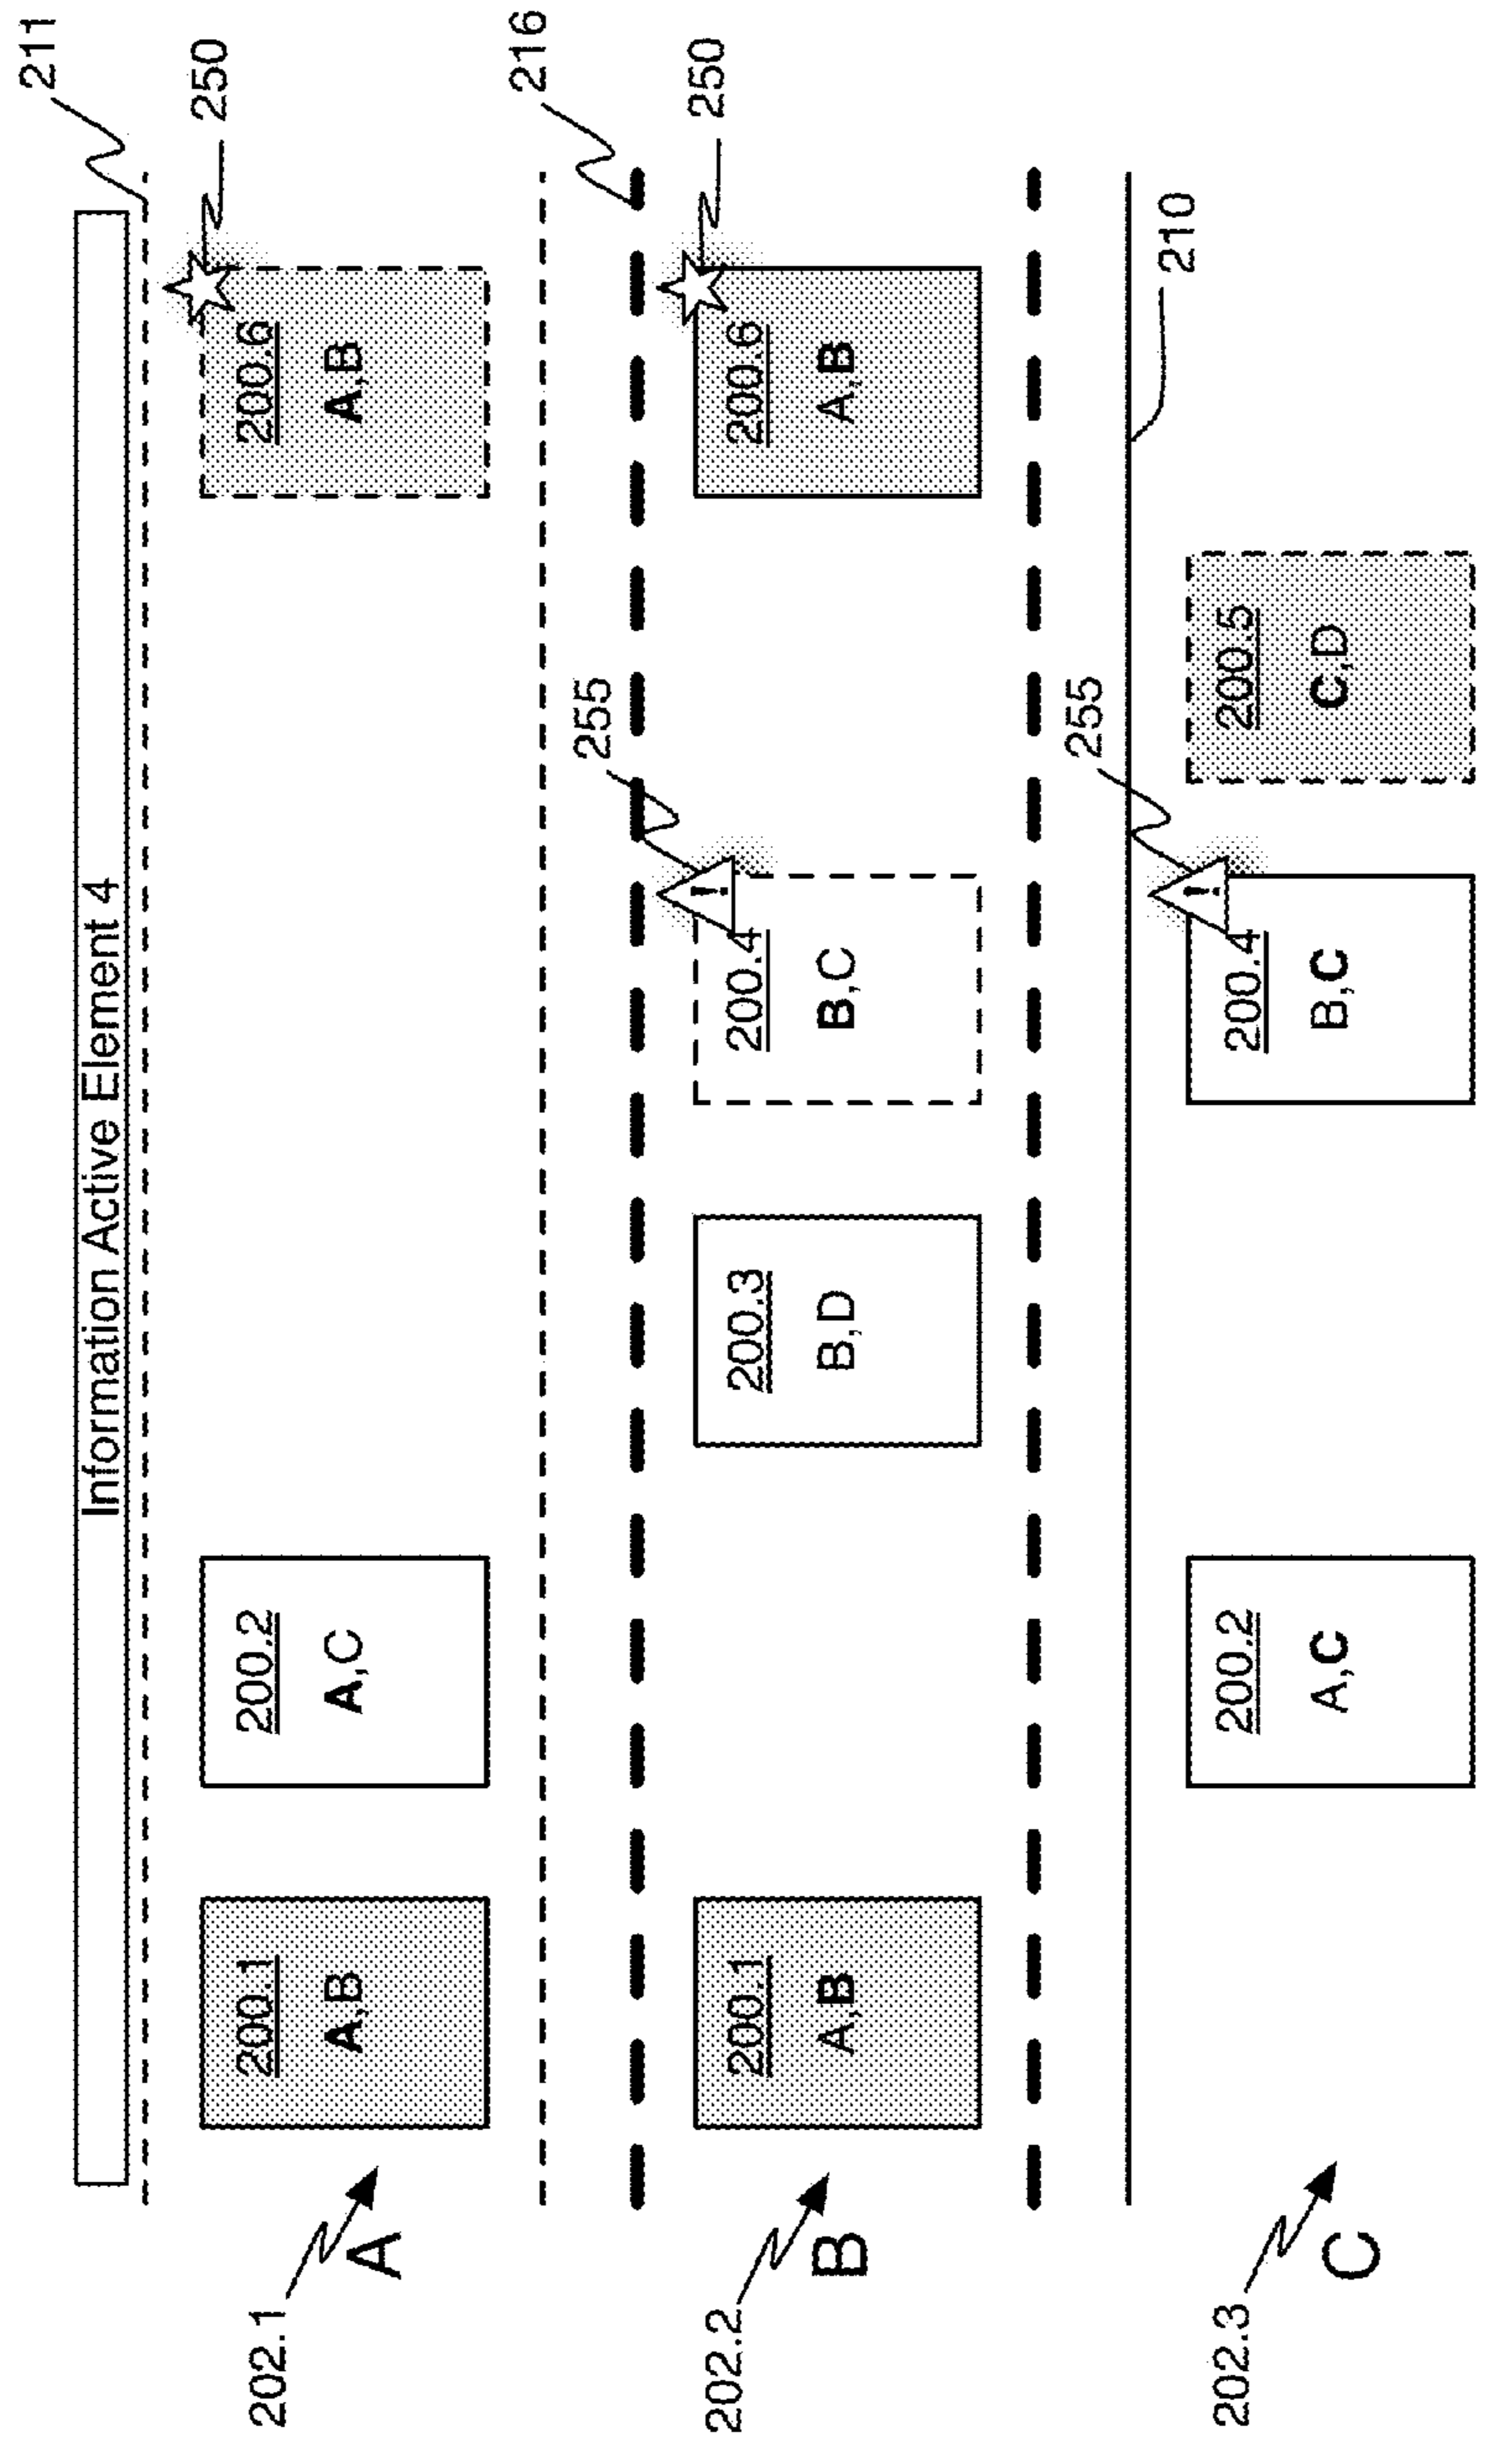 Information Active Element 4
211
202.1
A
200.1
A,B
200.2
A,C
200.6
A,B
250
216
202.2
B
200.1
A,B
200.3
B,D
200.4
B,C
!
255
200.6
A,B
250
210
202.3
C
200.2
A,C
200.4
B,C
!
255
200.5
C,D